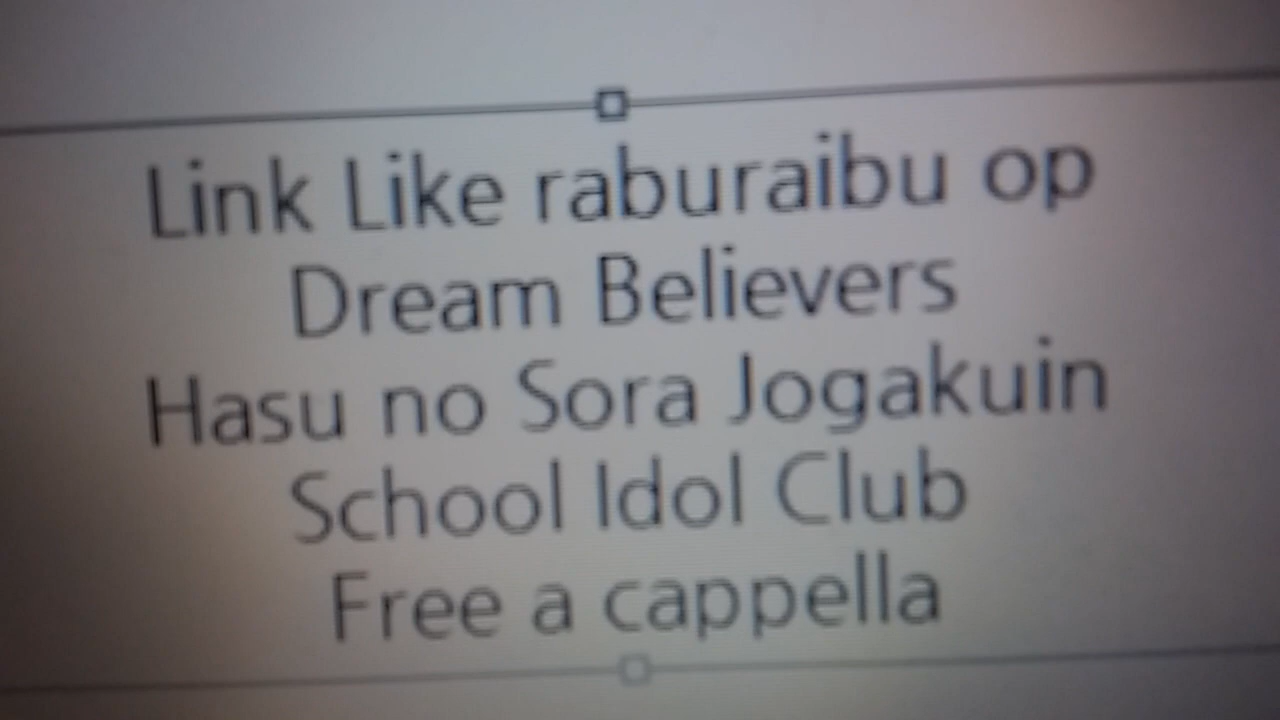 Link Like raburaibu op
Dream Believers
Hasu no Sora Jogakuin
School Idol Club
Free a cappella